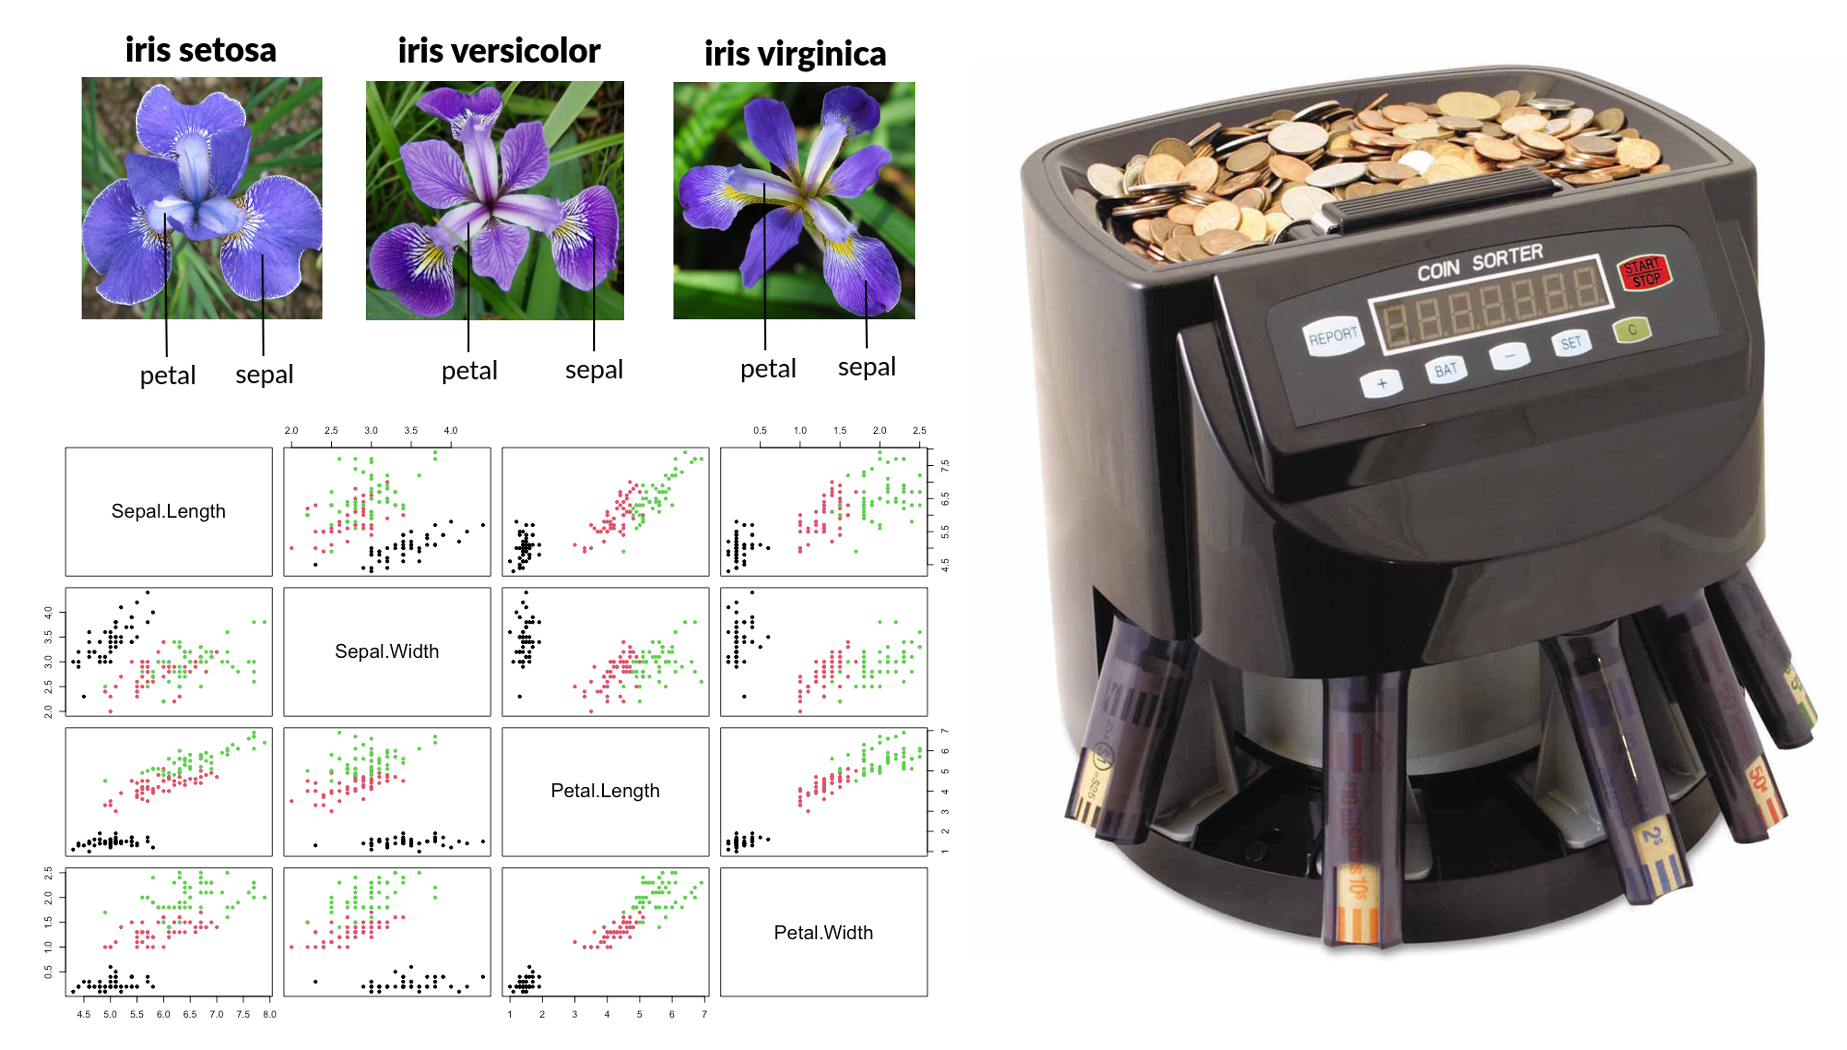 iris setosa
iris versicolor
iris virginica
petal
sepal
petal
sepal
petal
sepal
2.0 2.5 3.0 3.5 4.0
0.5 1.0 1.5 2.0 2.5
Sepal.Length
4.5 5.5 6.5 7.5
2.0 2.5 3.0 3.5 4.0
Sepal.Width
Petal.Length
1 2 3 4 5 6 7
0.5 1.0 1.5 2.0 2.5
Petal.Width
4.5 5.0 5.5 6.0 6.5 7.0 7.5 8.0
1 2 3 4 5 6 7
COIN SORTER
START
STOP
REPORT
+ BAT - SET C
10$
2$
50¢